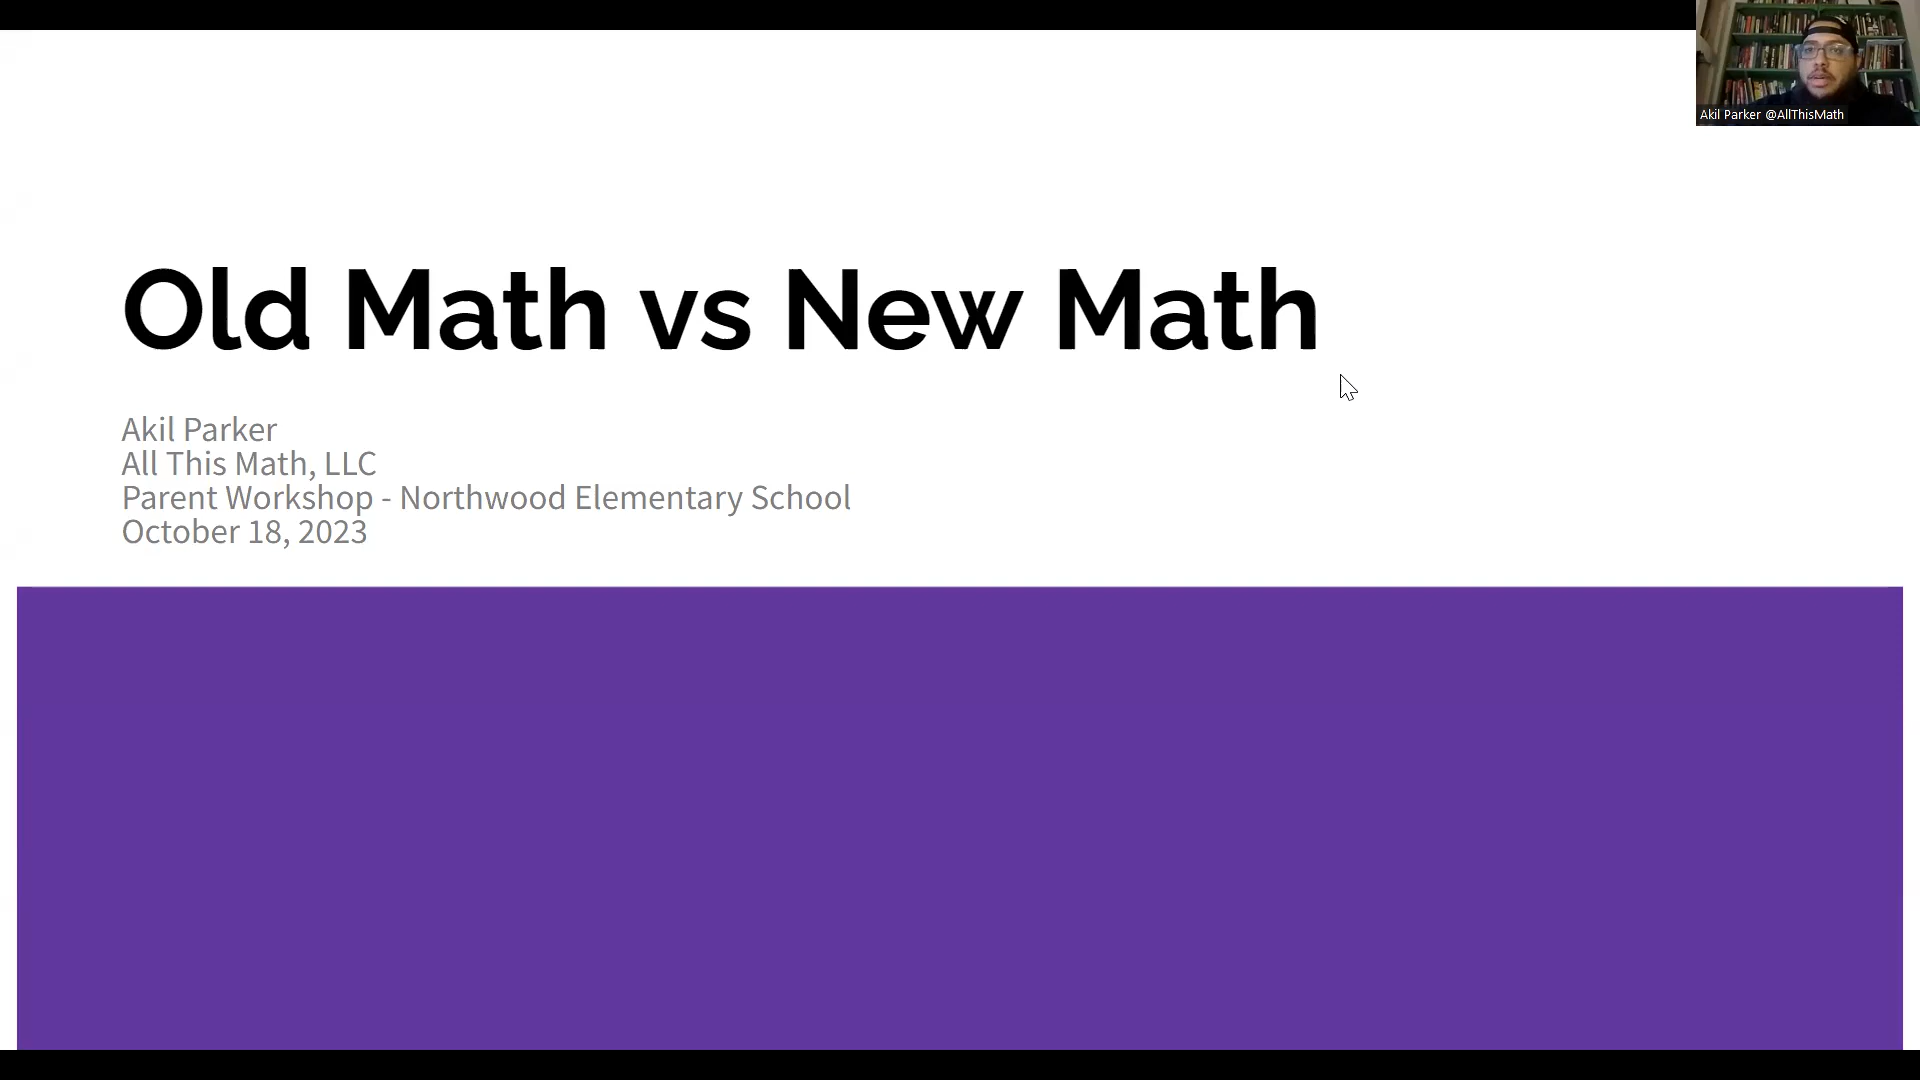 Old Math vs New Math
Akil Parker
All This Math, LLC
Parent Workshop - Northwood Elementary School
October 18, 2023
Akil Parker @AllThisMath